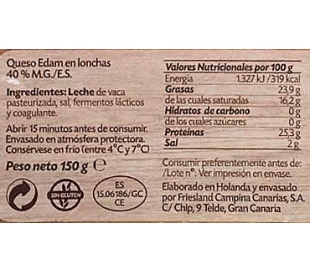 Queso Edam en lonchas
40% M.G./E.S.
Ingredientes: Leche de vaca
pasteurizada, sal, fermentos lácticos
y coagulante.
Abrir 15 minutos antes de consumir.
Envasado en atmósfera protectora.
Consérvese en frío (entre 4°C y 7°C)
Peso neto 150 g e
SIN GLUTEN
ES
15.06186/GC
CE
Valores Nutricionales por 100 g
Energía 1.327 kJ /319 kcal
Grasas 23,9 g
de las cuales saturadas 16,2 g
Hidratos de carbono 0 g
de los cuales azúcares 0 g
Proteínas 25,3 g
Sal 2 g
Consumir preferentemente antes de:
/Lote nº: Ver impresión en envase.
Elaborado en Holanda y envasado
por Friesland Campina Canarias, S.A.
C/ Chip, 9 Telde, Gran Canaria